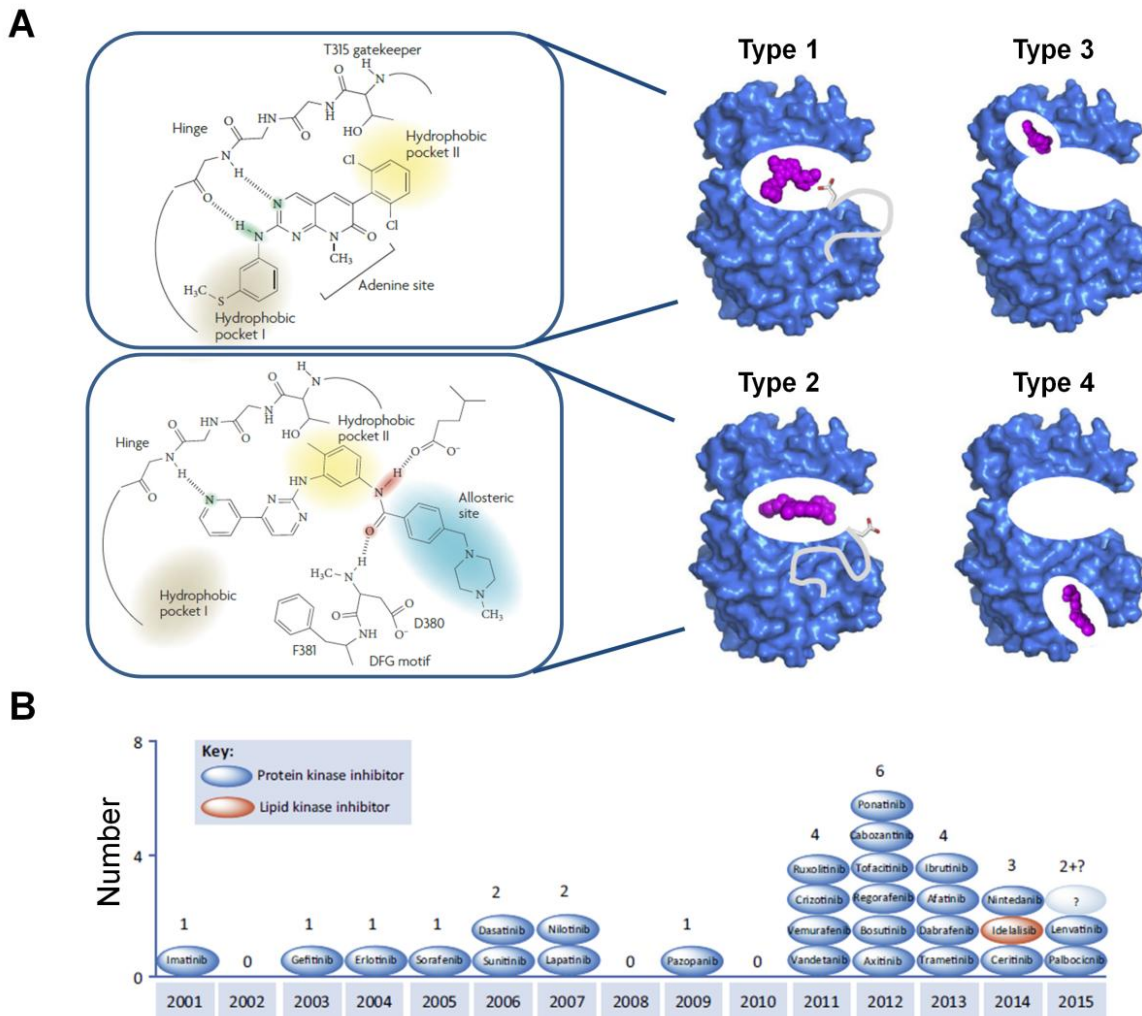 A
T315 gatekeeper
H
N
O
H
N
O
N
H
O
HO
Hinge
N
H
O
Hydrophobic
pocket II
Cl
Cl
N
H
N
N
N
O
CH₃
H₃C
S
Adenine site
Hydrophobic
pocket I
H
N
O
H
N
O
N
H
O
HO
Hinge
N
H
O
Hydrophobic
pocket II
O
O⁻
N
H
NH
N
N
N
O
Allosteric
site
N
N
CH₃
H
H₃C
N
O
O
O⁻
D380
NH
F381
DFG motif
Hydrophobic
pocket I
Type 1
Type 3
Type 2
Type 4
B
Number
8
4
0
Key:
Protein kinase inhibitor
Lipid kinase inhibitor
1
Imatinib
0
1
Gefitinib
1
Erlotinib
1
Sorafenib
2
Dasatinib
Sunitinib
2
Nilotinib
Lapatinib
0
1
Pazopanib
0
4
Ruxolitinib
Crizotinib
Vemurafenib
Vandetanib
6
Ponatinib
Cabozantinib
Tofacitinib
Regorafenib
Bosutinib
Axitinib
4
Ibrutinib
Afatinib
Dabrafenib
Trametinib
3
Nintedanib
Idelalisib
Ceritinib
2+?
?
Lenvatinib
Palbocicnib
2001 2002 2003 2004 2005 2006 2007 2008 2009 2010 2011 2012 2013 2014 2015